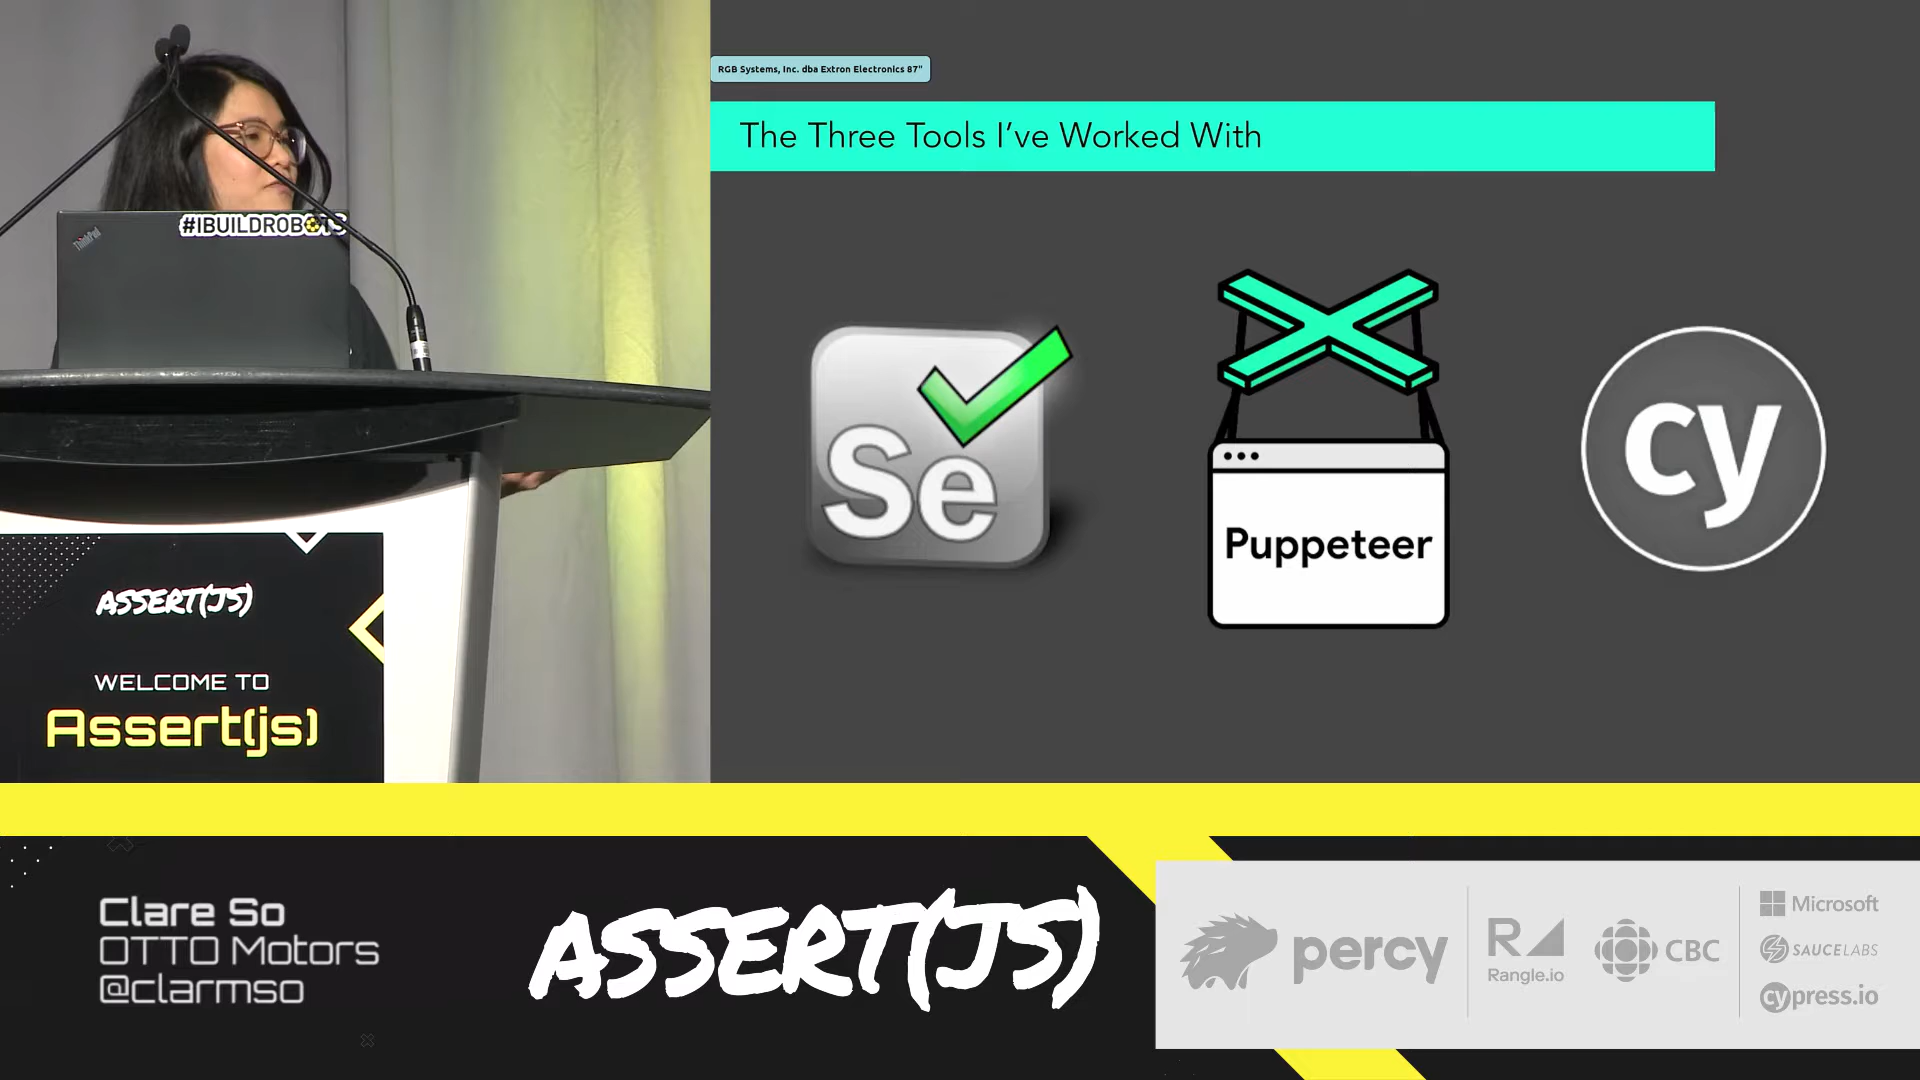 RGB Systems, Inc. dba Extron Electronics 87"
The Three Tools I've Worked With
#IBUILDROBOTS
ThinkPad
Se
Puppeteer
cy
ASSERT(JS)
WELCOME TO
Assert(js)
Clare So
OTTO Motors
@clarmso
ASSERT(JS)
percy
R
Rangle.io
CBC
Microsoft
SAUCELABS
cypress.io